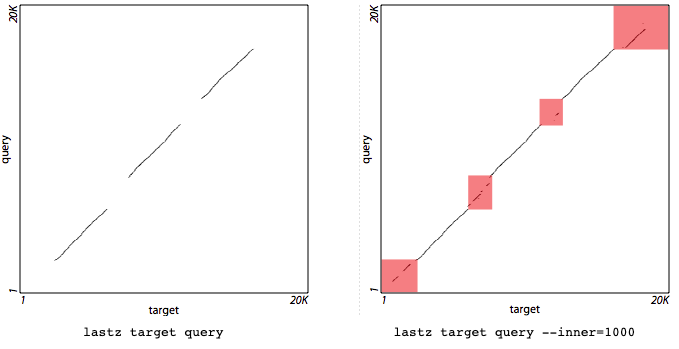 20K
query
1
1
target
20K
lastz target query
20K
query
1
1
target
20K
lastz target query --inner=1000